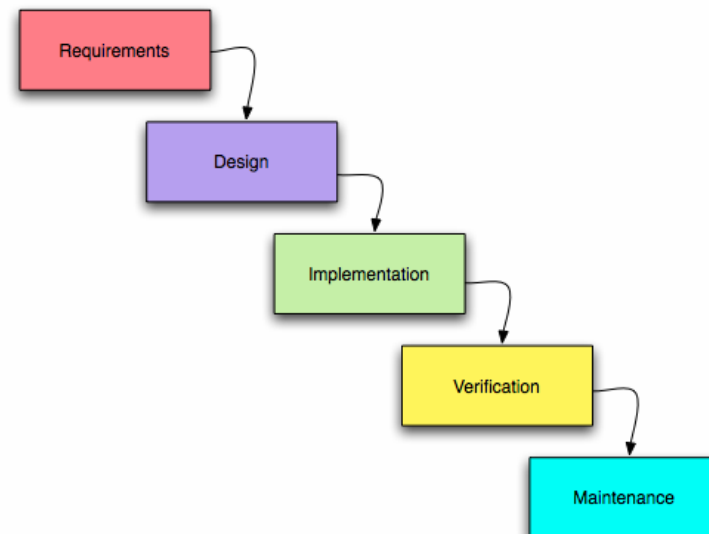 Requirements
Design
Implementation
Verification
Maintenance